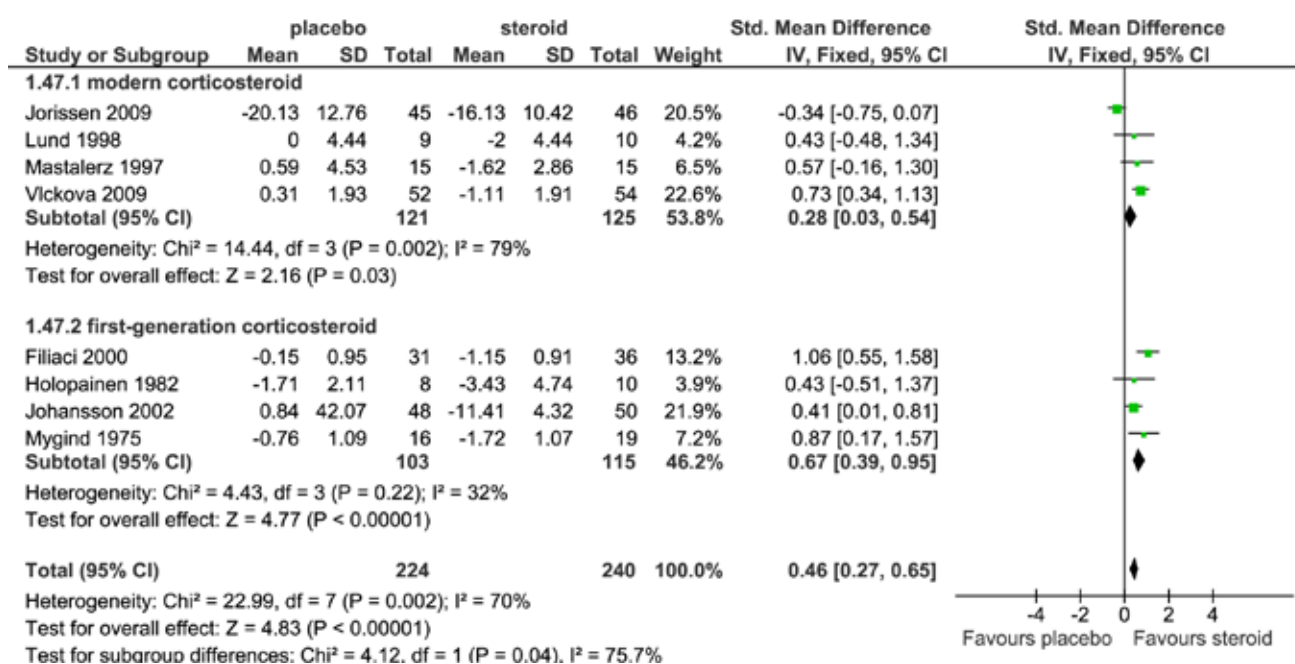 placebo steroid Std. Mean Difference Std. Mean Difference
Study or Subgroup Mean SD Total Mean SD Total Weight IV, Fixed, 95% CI IV, Fixed, 95% CI
1.47.1 modern corticosteroid
Jorissen 2009 -20.13 12.76 45 -16.13 10.42 46 20.5% -0.34 [-0.75, 0.07]
Lund 1998 0 4.44 9 -2 4.44 10 4.2% 0.43 [-0.48, 1.34]
Mastalerz 1997 0.59 4.53 15 -1.62 2.86 15 6.5% 0.57 [-0.16, 1.30]
Vlckova 2009 0.31 1.93 52 -1.11 1.91 54 22.6% 0.73 [0.34, 1.13]
Subtotal (95% CI) 121 125 53.8% 0.28 [0.03, 0.54]
Heterogeneity: Chi² = 14.44, df = 3 (P = 0.002); I² = 79%
Test for overall effect: Z = 2.16 (P = 0.03)
1.47.2 first-generation corticosteroid
Filiaci 2000 -0.15 0.95 31 -1.15 0.91 36 13.2% 1.06 [0.55, 1.58]
Holopainen 1982 -1.71 2.11 8 -3.43 4.74 10 3.9% 0.43 [-0.51, 1.37]
Johansson 2002 0.84 42.07 48 -11.41 4.32 50 21.9% 0.41 [0.01, 0.81]
Mygind 1975 -0.76 1.09 16 -1.72 1.07 19 7.2% 0.87 [0.17, 1.57]
Subtotal (95% CI) 103 115 46.2% 0.67 [0.39, 0.95]
Heterogeneity: Chi² = 4.43, df = 3 (P = 0.22); I² = 32%
Test for overall effect: Z = 4.77 (P < 0.00001)
Total (95% CI) 224 240 100.0% 0.46 [0.27, 0.65]
Heterogeneity: Chi² = 22.99, df = 7 (P = 0.002); I² = 70%
Test for overall effect: Z = 4.83 (P < 0.00001)
Test for subgroup differences: Chi² = 4.12, df = 1 (P = 0.04), I² = 75.7%
-4 -2 0 2 4
Favours placebo Favours steroid